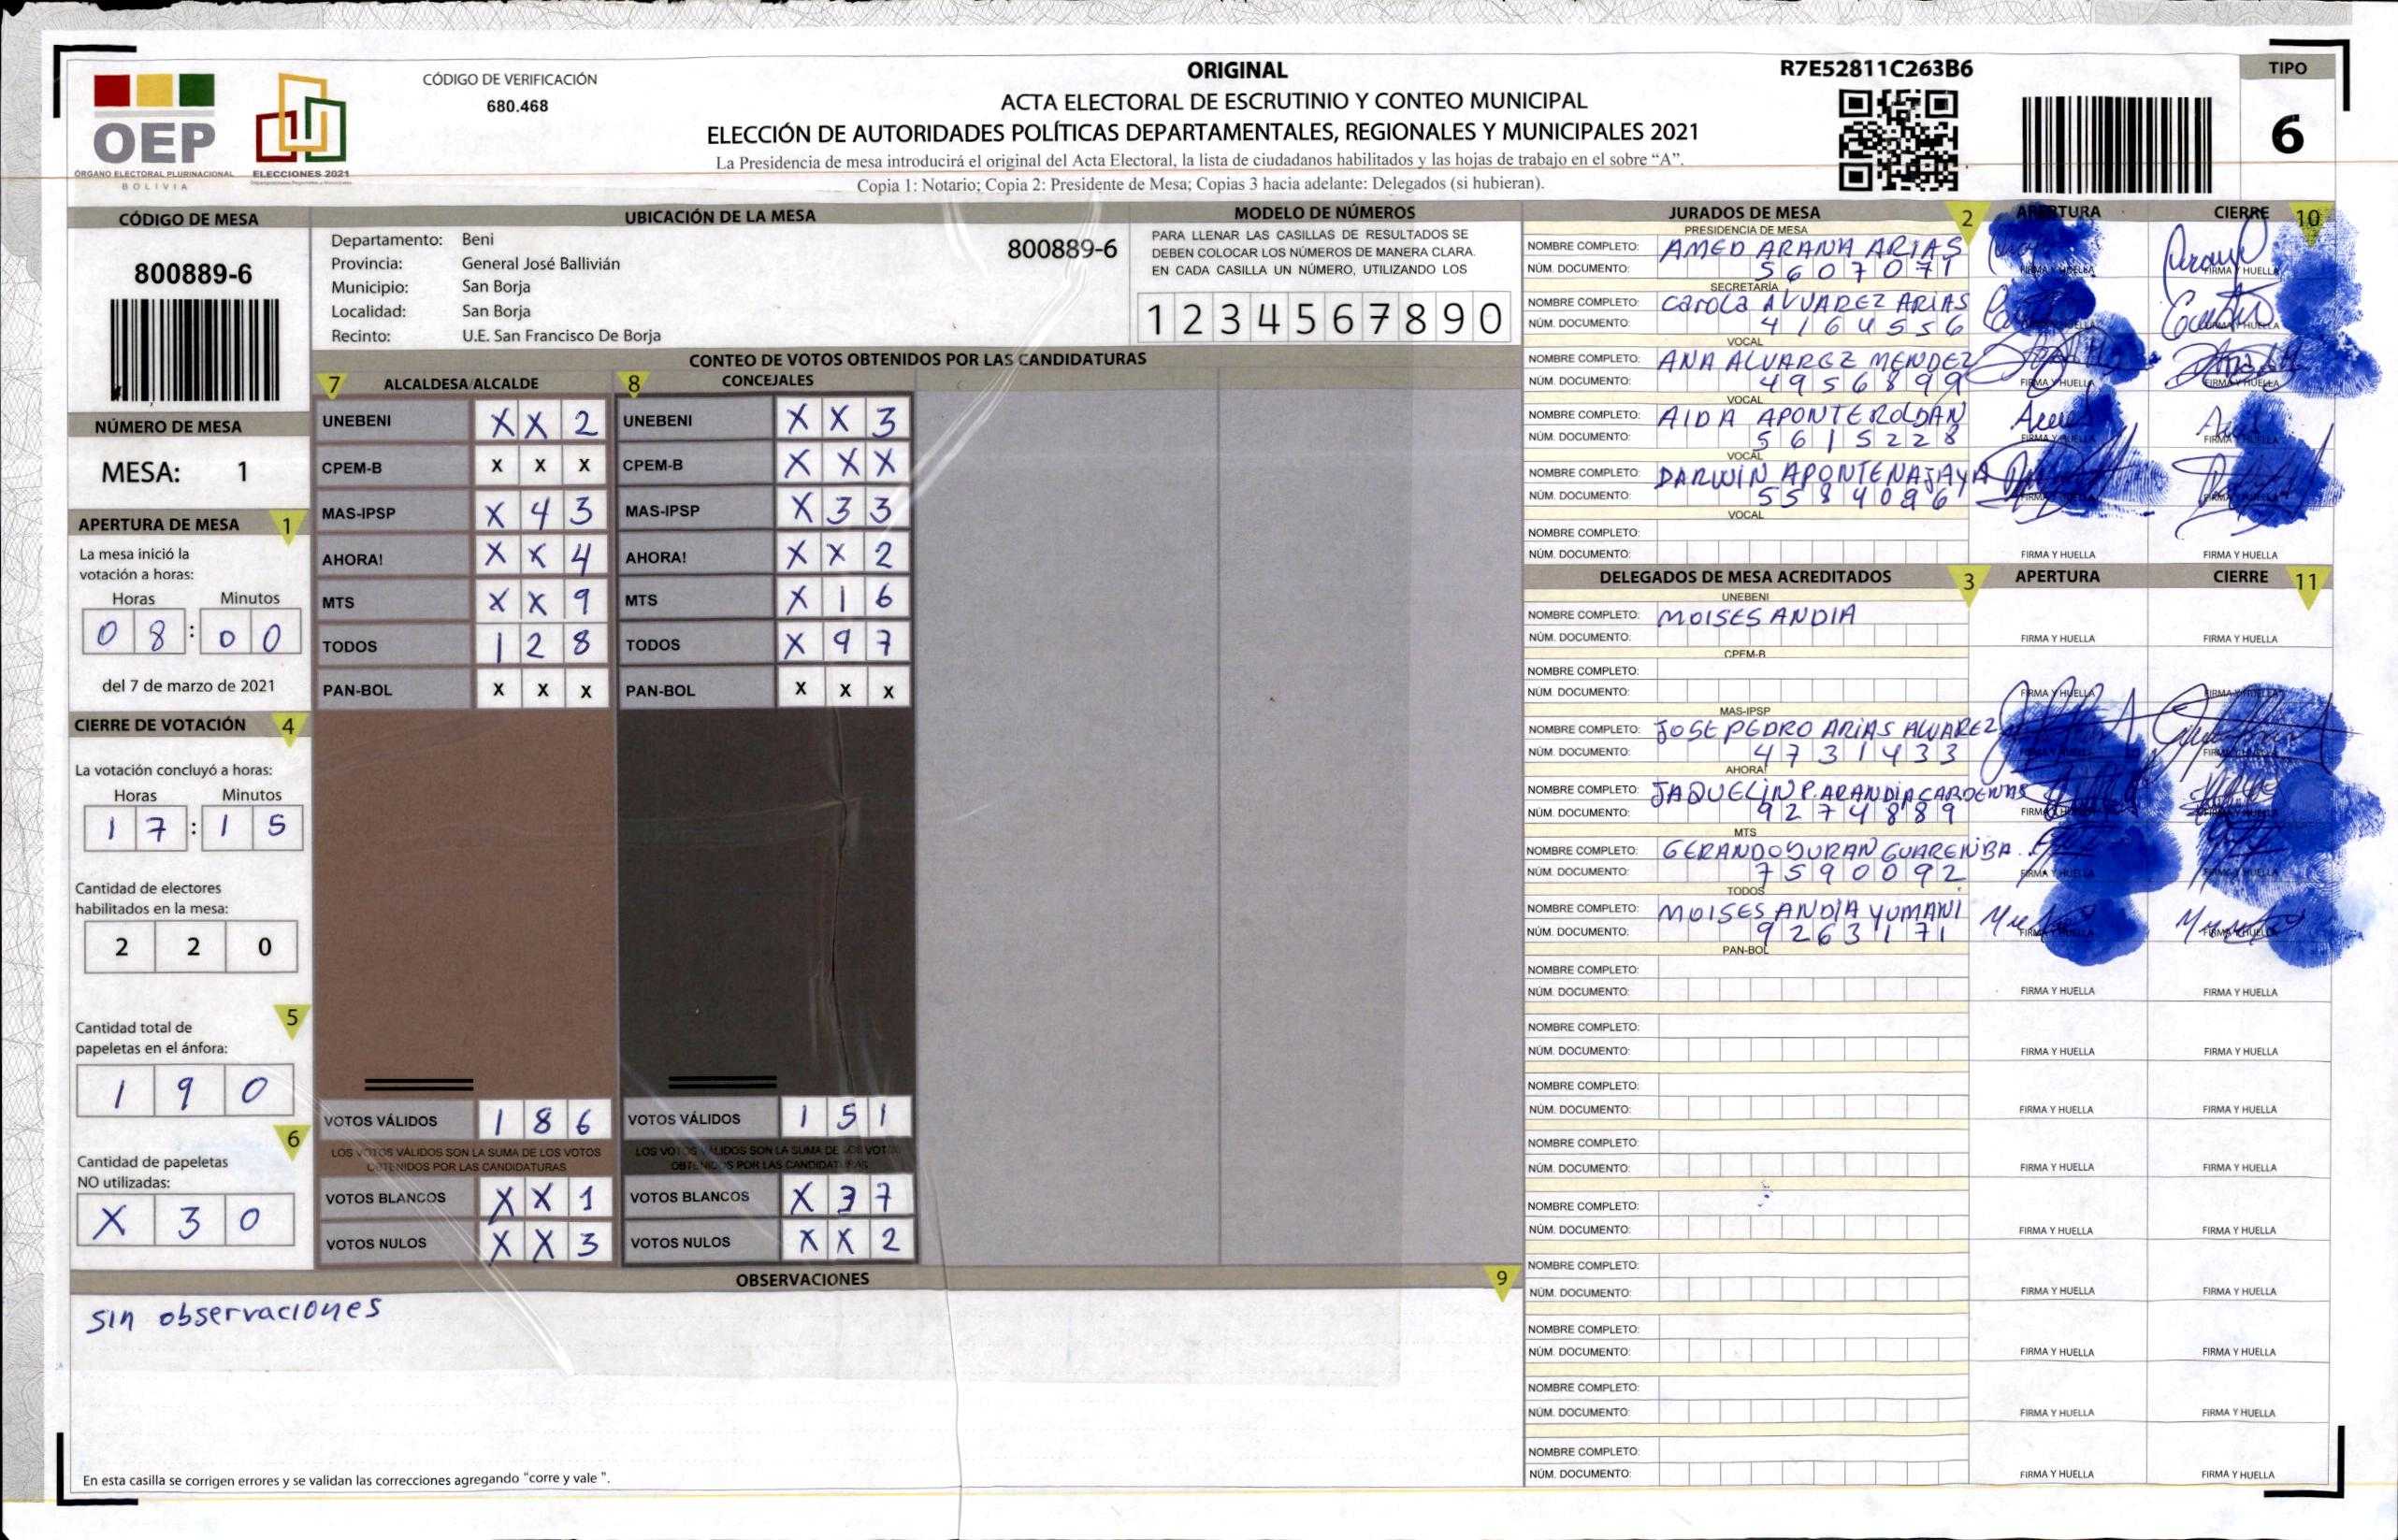 OEP
ÓRGANO ELECTORAL PLURINACIONAL
BOLIVIA
ELECCIONES 2021
CÓDIGO DE VERIFICACIÓN
680.468
ORIGINAL
ACTA ELECTORAL DE ESCRUTINIO Y CONTEO MUNICIPAL
ELECCIÓN DE AUTORIDADES POLÍTICAS DEPARTAMENTALES, REGIONALES Y MUNICIPALES 2021
La Presidencia de mesa introducirá el original del Acta Electoral, la lista de ciudadanos habilitados y las hojas de trabajo en el sobre “A”.
Copia 1: Notario; Copia 2: Presidente de Mesa; Copias 3 hacia adelante: Delegados (si hubieran).
R7E52811C263B6
TIPO
6
CÓDIGO DE MESA
800889-6
NÚMERO DE MESA
MESA: 1
APERTURA DE MESA 1
La mesa inició la
votación a horas:
Horas Minutos
08:00
del 7 de marzo de 2021
CIERRE DE VOTACIÓN 4
La votación concluyó a horas:
Horas Minutos
17:15
Cantidad de electores
habilitados en la mesa:
2 2 0
5
Cantidad total de
papeletas en el ánfora:
1 9 0
6
Cantidad de papeletas
NO utilizadas:
X 3 0
UBICACIÓN DE LA MESA
Departamento: Beni
Provincia: General José Ballivián
Municipio: San Borja
Localidad: San Borja
Recinto: U.E. San Francisco De Borja
800889-6
MODELO DE NÚMEROS
PARA LLENAR LAS CASILLAS DE RESULTADOS SE
DEBEN COLOCAR LOS NÚMEROS DE MANERA CLARA.
EN CADA CASILLA UN NÚMERO, UTILIZANDO LOS
1 2 3 4 5 6 7 8 9 0
CONTEO DE VOTOS OBTENIDOS POR LAS CANDIDATURAS
7 ALCALDESA/ALCALDE
UNEBENI X X 2
CPEM-B X X X
MAS-IPSP X 4 3
AHORA! X X 4
MTS X X 9
TODOS 1 2 8
PAN-BOL X X X
VOTOS VÁLIDOS 1 8 6
LOS VOTOS VÁLIDOS SON LA SUMA DE LOS VOTOS
OBTENIDOS POR LAS CANDIDATURAS
VOTOS BLANCOS X X 1
VOTOS NULOS X X 3
8 CONCEJALES
UNEBENI X X 3
CPEM-B X X X
MAS-IPSP X 3 3
AHORA! X X 2
MTS X 1 6
TODOS X 9 7
PAN-BOL X X X
VOTOS VÁLIDOS 1 5 1
LOS VOTOS VÁLIDOS SON LA SUMA DE LOS VOTOS
OBTENIDOS POR LAS CANDIDATURAS
VOTOS BLANCOS X 3 7
VOTOS NULOS X X 2
OBSERVACIONES 9
sin observaciones
En esta casilla se corrigen errores y se validan las correcciones agregando "corre y vale ".
JURADOS DE MESA 2 APERTURA CIERRE 10
PRESIDENCIA DE MESA
NOMBRE COMPLETO: AMED ARANA ARIAS
NÚM. DOCUMENTO: 5607071 FIRMA Y HUELLA FIRMA Y HUELLA
SECRETARÍA
NOMBRE COMPLETO: Carola ALVAREZ ARIAS
NÚM. DOCUMENTO: 4164556 FIRMA Y HUELLA FIRMA Y HUELLA
VOCAL
NOMBRE COMPLETO: ANA ALVAREZ MENDEZ
NÚM. DOCUMENTO: 4956899 FIRMA Y HUELLA FIRMA Y HUELLA
VOCAL
NOMBRE COMPLETO: AIDA APONTE ROLDAN
NÚM. DOCUMENTO: 5615228 FIRMA Y HUELLA FIRMA Y HUELLA
VOCAL
NOMBRE COMPLETO: DARWIN APONTE NAJAYA
NÚM. DOCUMENTO: 5584096 FIRMA Y HUELLA FIRMA Y HUELLA
VOCAL
NOMBRE COMPLETO:
NÚM. DOCUMENTO: FIRMA Y HUELLA FIRMA Y HUELLA
DELEGADOS DE MESA ACREDITADOS 3 APERTURA CIERRE 11
UNEBENI
NOMBRE COMPLETO: MOISES ANDIA
NÚM. DOCUMENTO: FIRMA Y HUELLA FIRMA Y HUELLA
CPEM-B
NOMBRE COMPLETO:
NÚM. DOCUMENTO: FIRMA Y HUELLA FIRMA Y HUELLA
MAS-IPSP
NOMBRE COMPLETO: JOSE PEDRO ARIAS ALVAREZ
NÚM. DOCUMENTO: 4731433 FIRMA Y HUELLA
AHORA!
NOMBRE COMPLETO: JAQUELIN P. ARANDIA CARDENAS
NÚM. DOCUMENTO: 9274889
MTS
NOMBRE COMPLETO: GERANDO DURAN GUARENBA.
NÚM. DOCUMENTO: 7590092 FIRMA Y HUELLA FIRMA Y HUELLA
TODOS
NOMBRE COMPLETO: MOISES ANDIA YUMANI
NÚM. DOCUMENTO: 9263171 FIRMA Y HUELLA FIRMA Y HUELLA
PAN-BOL
NOMBRE COMPLETO:
NÚM. DOCUMENTO: FIRMA Y HUELLA FIRMA Y HUELLA
NOMBRE COMPLETO:
NÚM. DOCUMENTO: FIRMA Y HUELLA FIRMA Y HUELLA
NOMBRE COMPLETO:
NÚM. DOCUMENTO: FIRMA Y HUELLA FIRMA Y HUELLA
NOMBRE COMPLETO:
NÚM. DOCUMENTO: FIRMA Y HUELLA FIRMA Y HUELLA
NOMBRE COMPLETO:
NÚM. DOCUMENTO: FIRMA Y HUELLA FIRMA Y HUELLA
NOMBRE COMPLETO:
NÚM. DOCUMENTO: FIRMA Y HUELLA FIRMA Y HUELLA
NOMBRE COMPLETO:
NÚM. DOCUMENTO: FIRMA Y HUELLA FIRMA Y HUELLA
NOMBRE COMPLETO:
NÚM. DOCUMENTO: FIRMA Y HUELLA FIRMA Y HUELLA
NOMBRE COMPLETO:
NÚM. DOCUMENTO: FIRMA Y HUELLA FIRMA Y HUELLA